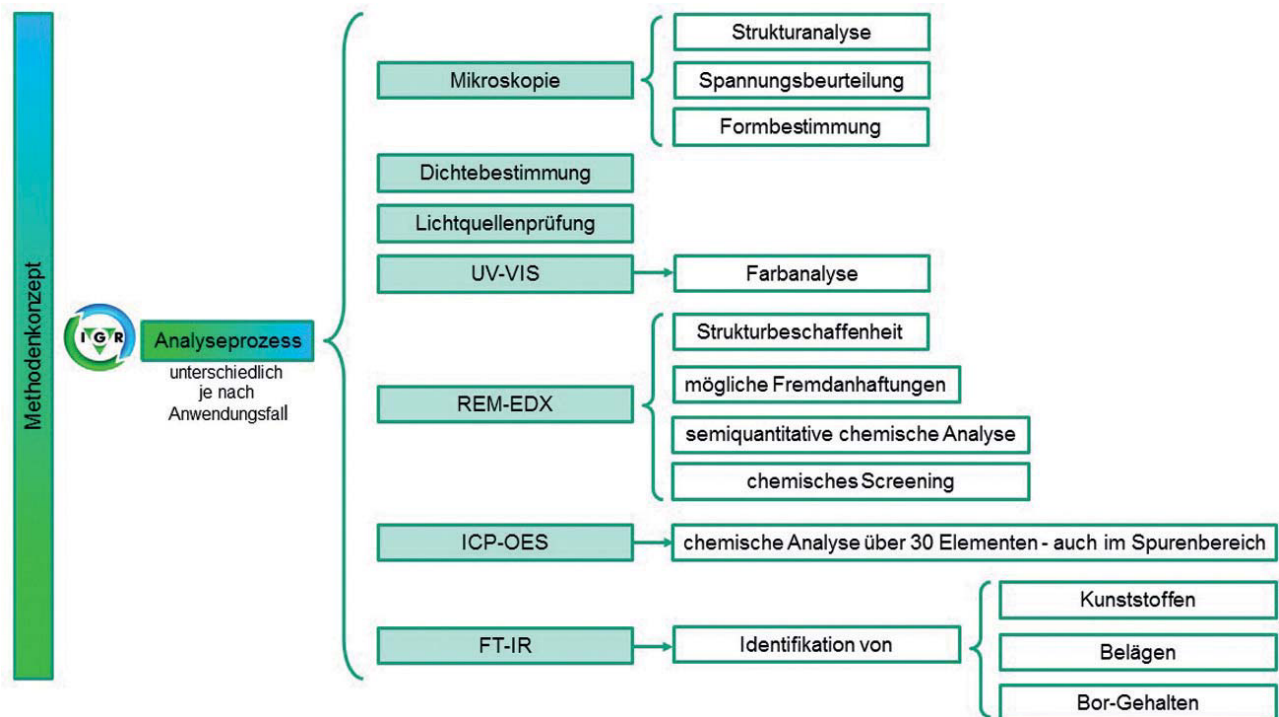 Methodenkonzept
IGR
Analyseprozess
unterschiedlich
je nach
Anwendungsfall
Mikroskopie
Strukturanalyse
Spannungsbeurteilung
Formbestimmung
Dichtebestimmung
Lichtquellenprüfung
UV-VIS
Farbanalyse
REM-EDX
Strukturbeschaffenheit
mögliche Fremdanhaftungen
semiquantitative chemische Analyse
chemisches Screening
ICP-OES
chemische Analyse über 30 Elementen - auch im Spurenbereich
FT-IR
Identifikation von
Kunststoffen
Belägen
Bor-Gehalten